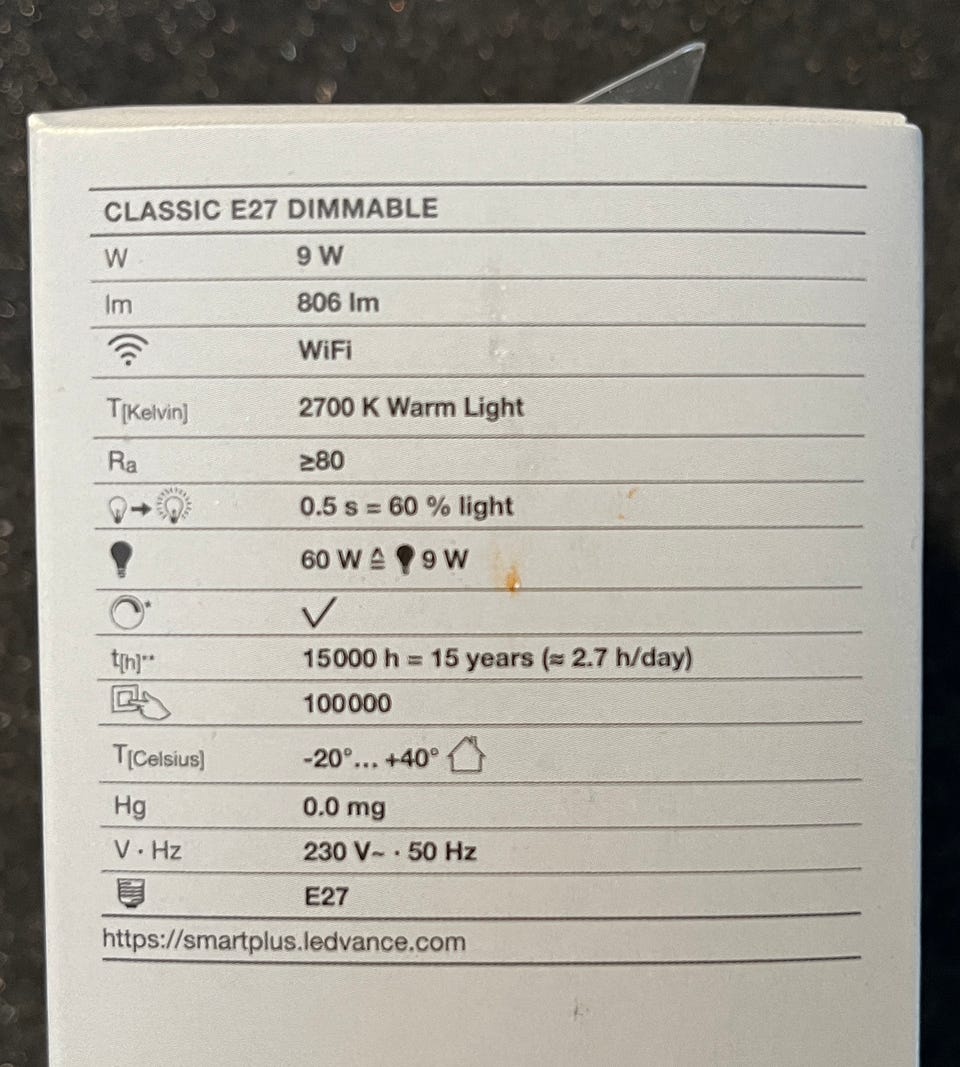 CLASSIC E27 DIMMABLE
W 9 W
lm 806 lm
WiFi
T[Kelvin] 2700 K Warm Light
Ra ≥80
0.5 s = 60 % light
60 W ≙ 9 W
* ✓
t[h]** 15000 h = 15 years (≈ 2.7 h/day)
100000
T[Celsius] -20°... +40°
Hg 0.0 mg
V · Hz 230 V~ · 50 Hz
E27
https://smartplus.ledvance.com